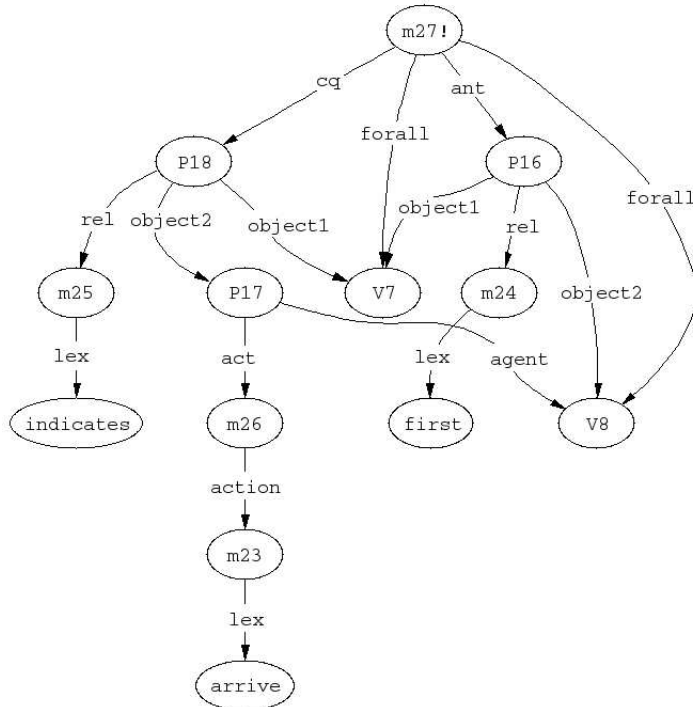 m27!
cq
ant
forall
P18
P16
forall
rel
object2
object1
object1
rel
m25
P17
V7
m24
object2
lex
act
lex
agent
indicates
m26
first
V8
action
m23
lex
arrive